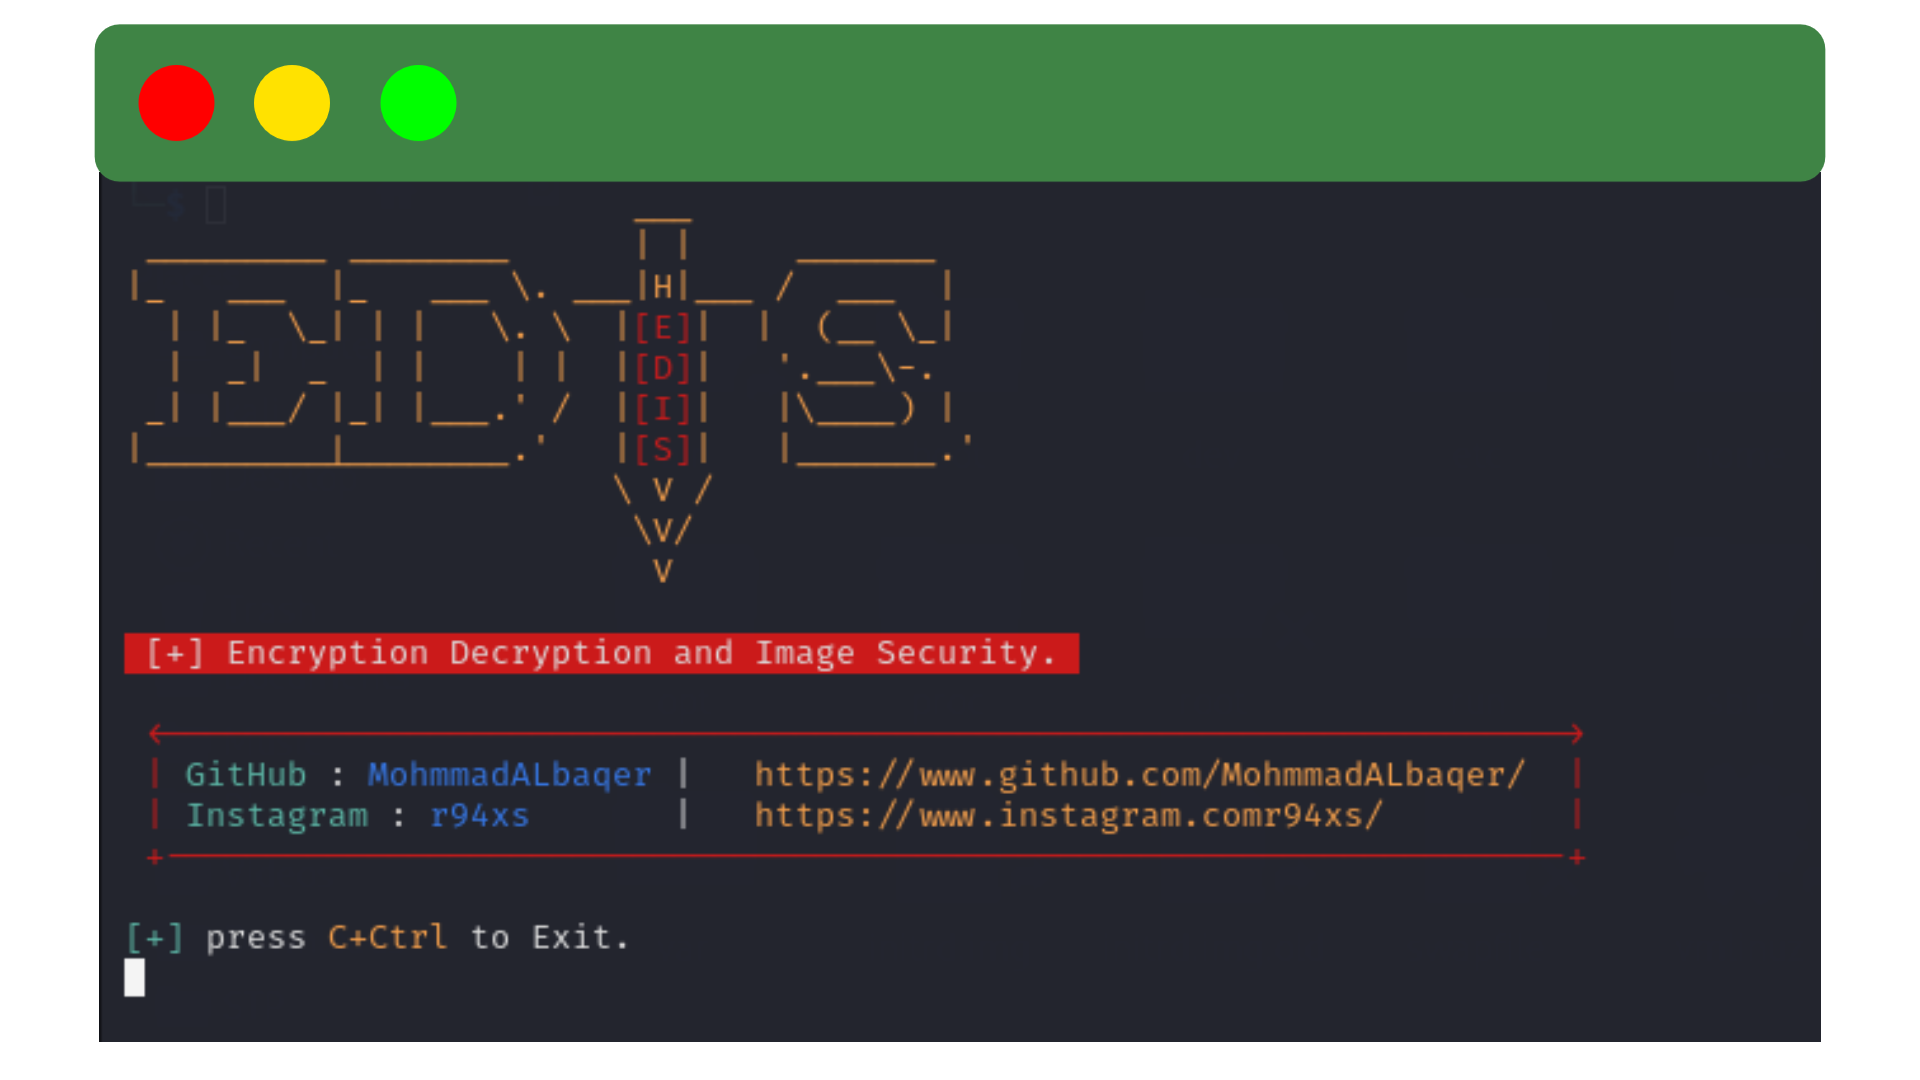 EDIS
H
[E]
[D]
[I]
[S]
V
V
V
[+] Encryption Decryption and Image Security.
GitHub : MohmmadALbaqer | https://www.github.com/MohmmadALbaqer/
Instagram : r94xs | https://www.instagram.comr94xs/
[+] press C+Ctrl to Exit.